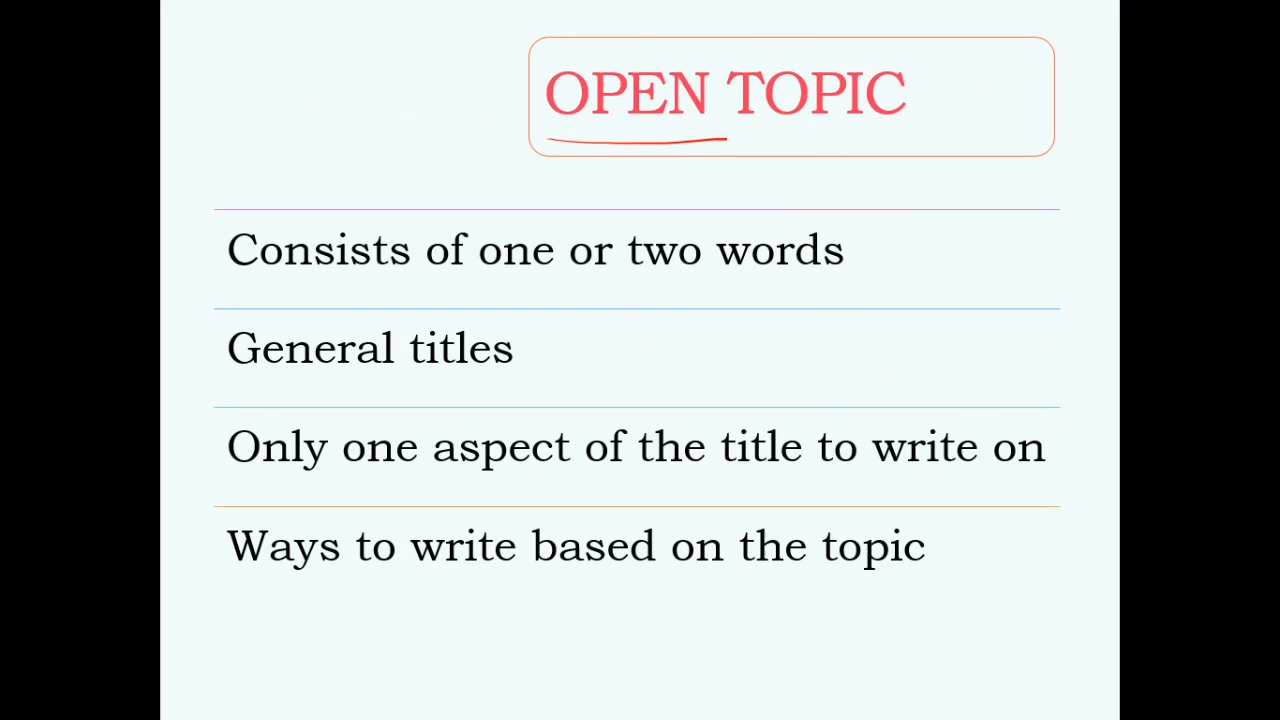 OPEN TOPIC
Consists of one or two words
General titles
Only one aspect of the title to write on
Ways to write based on the topic